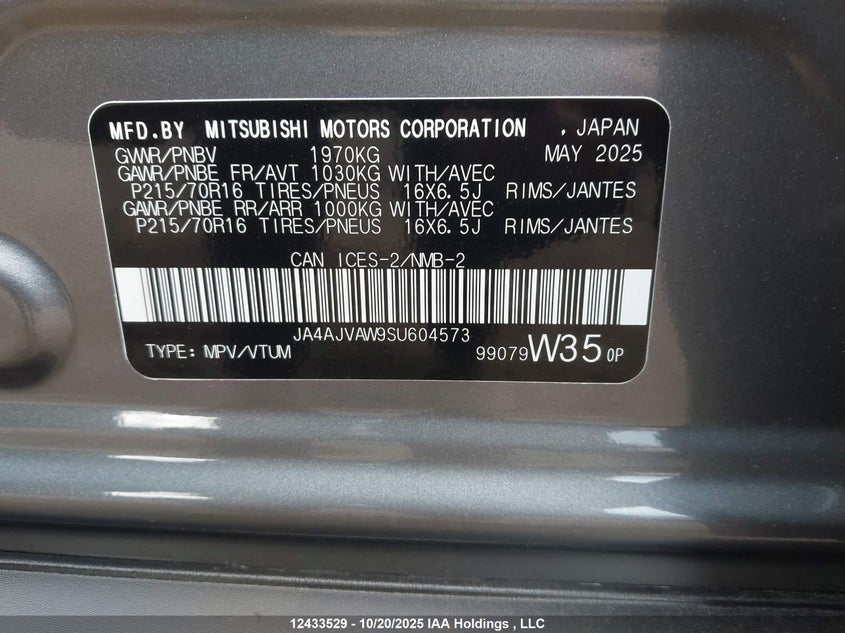 MFD.BY MITSUBISHI MOTORS CORPORATION , JAPAN
GVWR/PNBV 1970KG MAY 2025
GAWR/PNBE FR/AVT 1030KG WITH/AVEC
P215/70R16 TIRES/PNEUS 16X6.5J RIMS/JANTES
GAWR/PNBE RR/ARR 1000KG WITH/AVEC
P215/70R16 TIRES/PNEUS 16X6.5J RIMS/JANTES
CAN ICES-2/NMB-2
JA4AJVAW9SU604573
TYPE: MPV/VTUM 99079W35 0P
12433529 - 10/20/2025 IAA Holdings , LLC